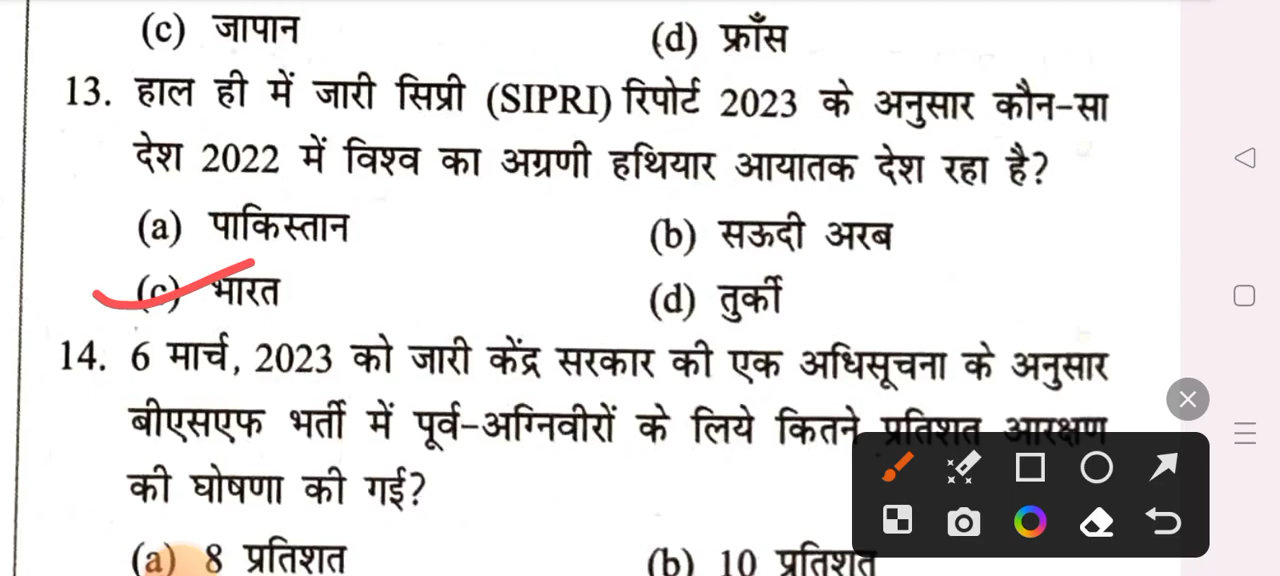 (c) जापान (d) फ्राँस
13. हाल ही में जारी सिप्री (SIPRI) रिपोर्ट 2023 के अनुसार कौन-सा
देश 2022 में विश्व का अग्रणी हथियार आयातक देश रहा है?
(a) पाकिस्तान (b) सऊदी अरब
(c) भारत (d) तुर्की
14. 6 मार्च, 2023 को जारी केंद्र सरकार की एक अधिसूचना के अनुसार
बीएसएफ भर्ती में पूर्व-अग्निवीरों के लिये कितने प्रतिशत आरक्षण
की घोषणा की गई?
(a) 8 प्रतिशत (b) 10 प्रतिशत